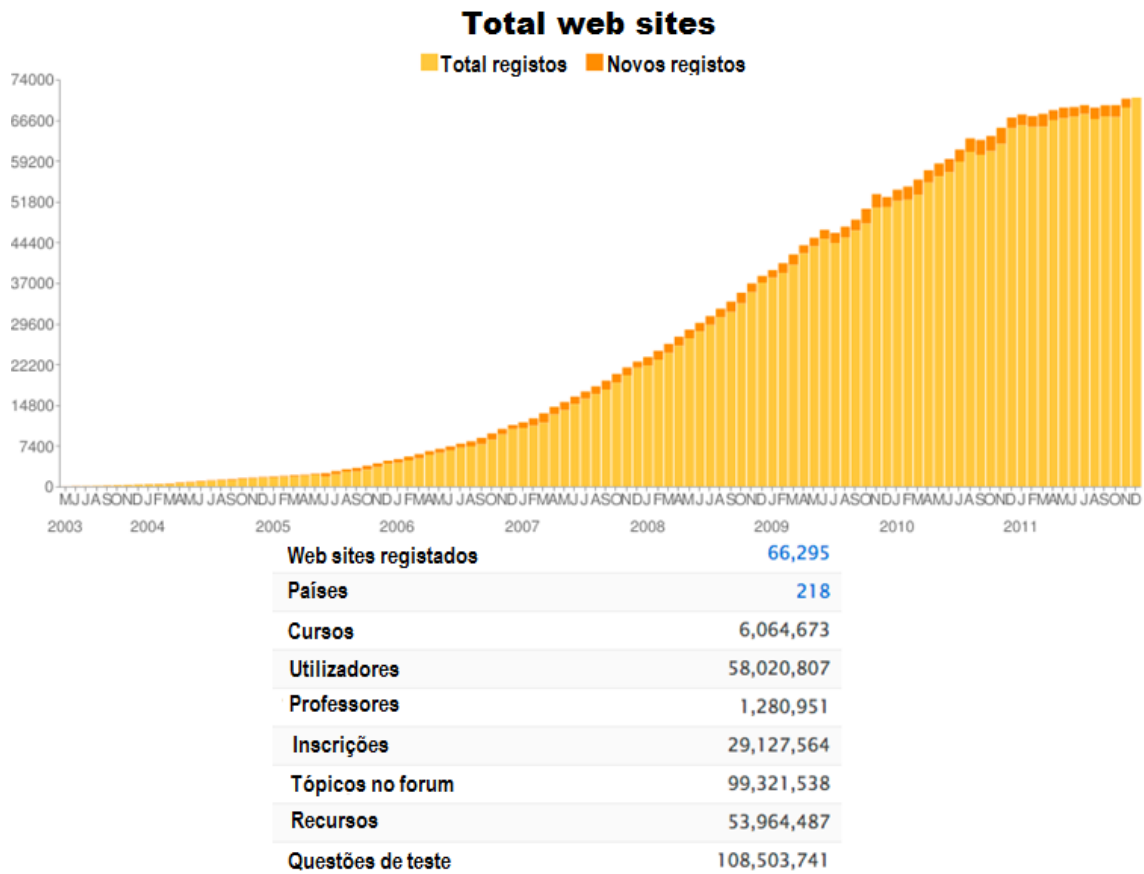 Total web sites
Total registos Novos registos
74000
66600
59200
51800
44400
37000
29600
22200
14800
7400
0
MJJASONDJFMAMJJASONDJFMAMJJASONDJFMAMJJASONDJFMAMJJASONDJFMAMJJASONDJFMAMJJASONDJFMAMJJASONDJFMAMJJASOND
2003 2004 2005 2006 2007 2008 2009 2010 2011
Web sites registados 66,295
Países 218
Cursos 6,064,673
Utilizadores 58,020,807
Professores 1,280,951
Inscrições 29,127,564
Tópicos no forum 99,321,538
Recursos 53,964,487
Questões de teste 108,503,741